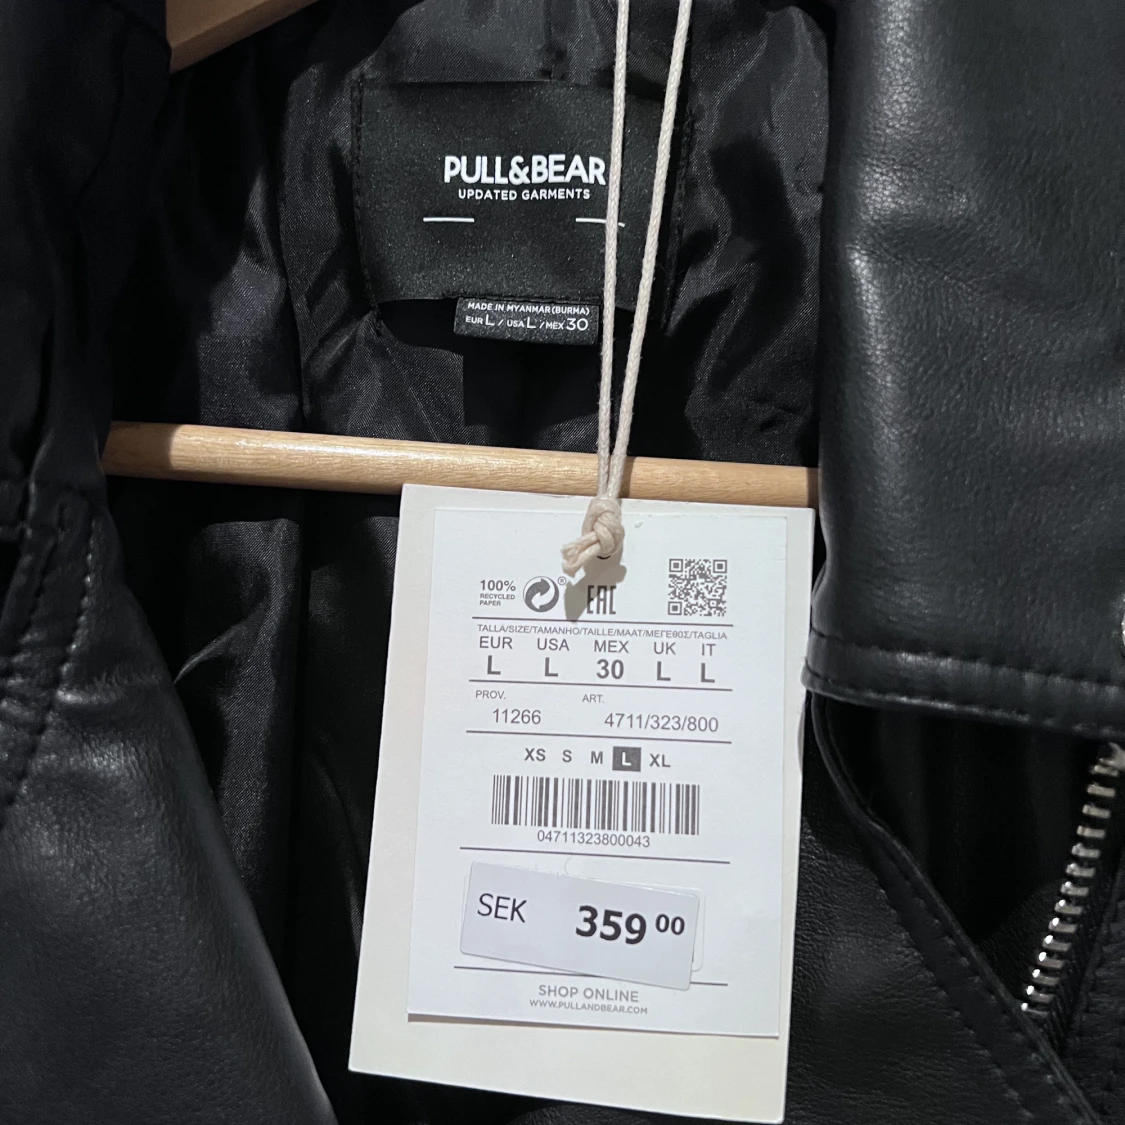 PULL&BEAR
UPDATED GARMENTS
MADE IN MYANMAR(BURMA)
EUR L / USA L / MEX 30
100%
RECYCLED
PAPER
EAC
TALLA/SIZE/TAMANHO/TAILLE/MAAT/ΜΕΓΕΘΟΣ/TAGLIA
EUR USA MEX UK IT
L L 30 L L
PROV. ART.
11266 4711/323/800
XS S M L XL
04711323800043
SEK 359 00
SHOP ONLINE
WWW.PULLANDBEAR.COM